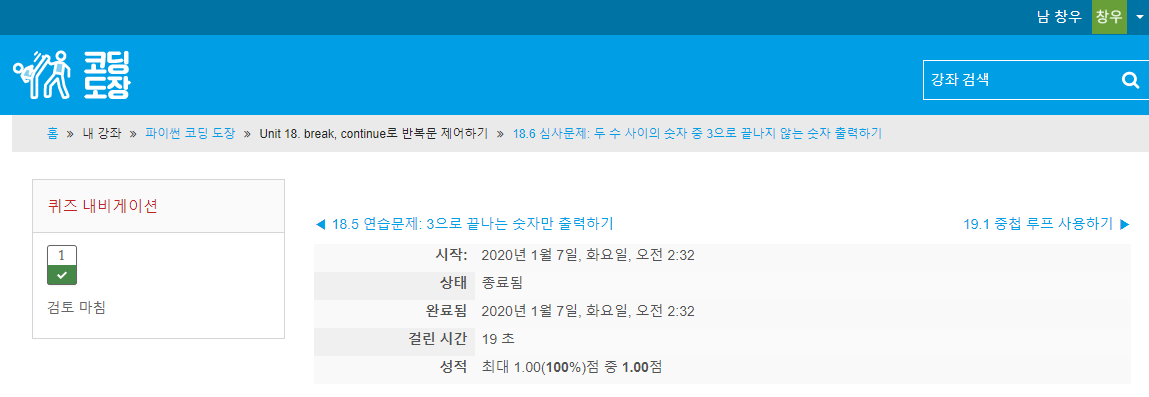 남 창우 창우
코딩
도장
강좌 검색
홈 » 내 강좌 » 파이썬 코딩 도장 » Unit 18. break, continue로 반복문 제어하기 » 18.6 심사문제: 두 수 사이의 숫자 중 3으로 끝나지 않는 숫자 출력하기
퀴즈 내비게이션
1
검토 마침
◀ 18.5 연습문제: 3으로 끝나는 숫자만 출력하기
19.1 중첩 루프 사용하기 ▶
시작: 2020년 1월 7일, 화요일, 오전 2:32
상태 종료됨
완료됨 2020년 1월 7일, 화요일, 오전 2:32
걸린 시간 19 초
성적 최대 1.00(100%)점 중 1.00점